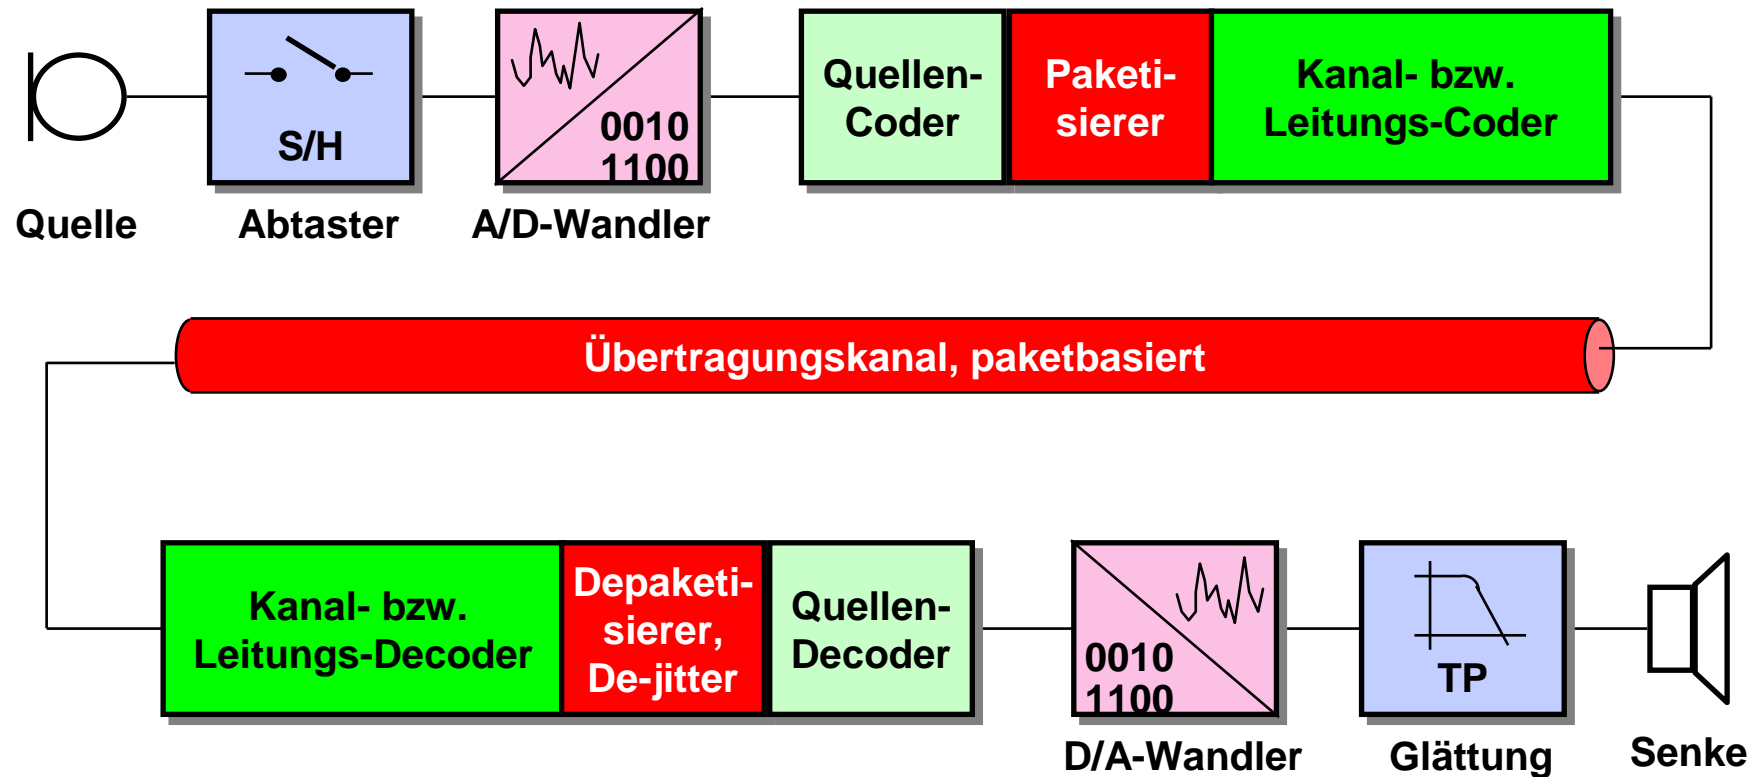 S/H
0010
1100
Quellen-
Coder
Paketi-
sierer
Kanal- bzw.
Leitungs-Coder
Quelle
Abtaster
A/D-Wandler
Übertragungskanal, paketbasiert
Kanal- bzw.
Leitungs-Decoder
Depaketi-
sierer,
De-jitter
Quellen-
Decoder
0010
1100
TP
D/A-Wandler
Glättung
Senke